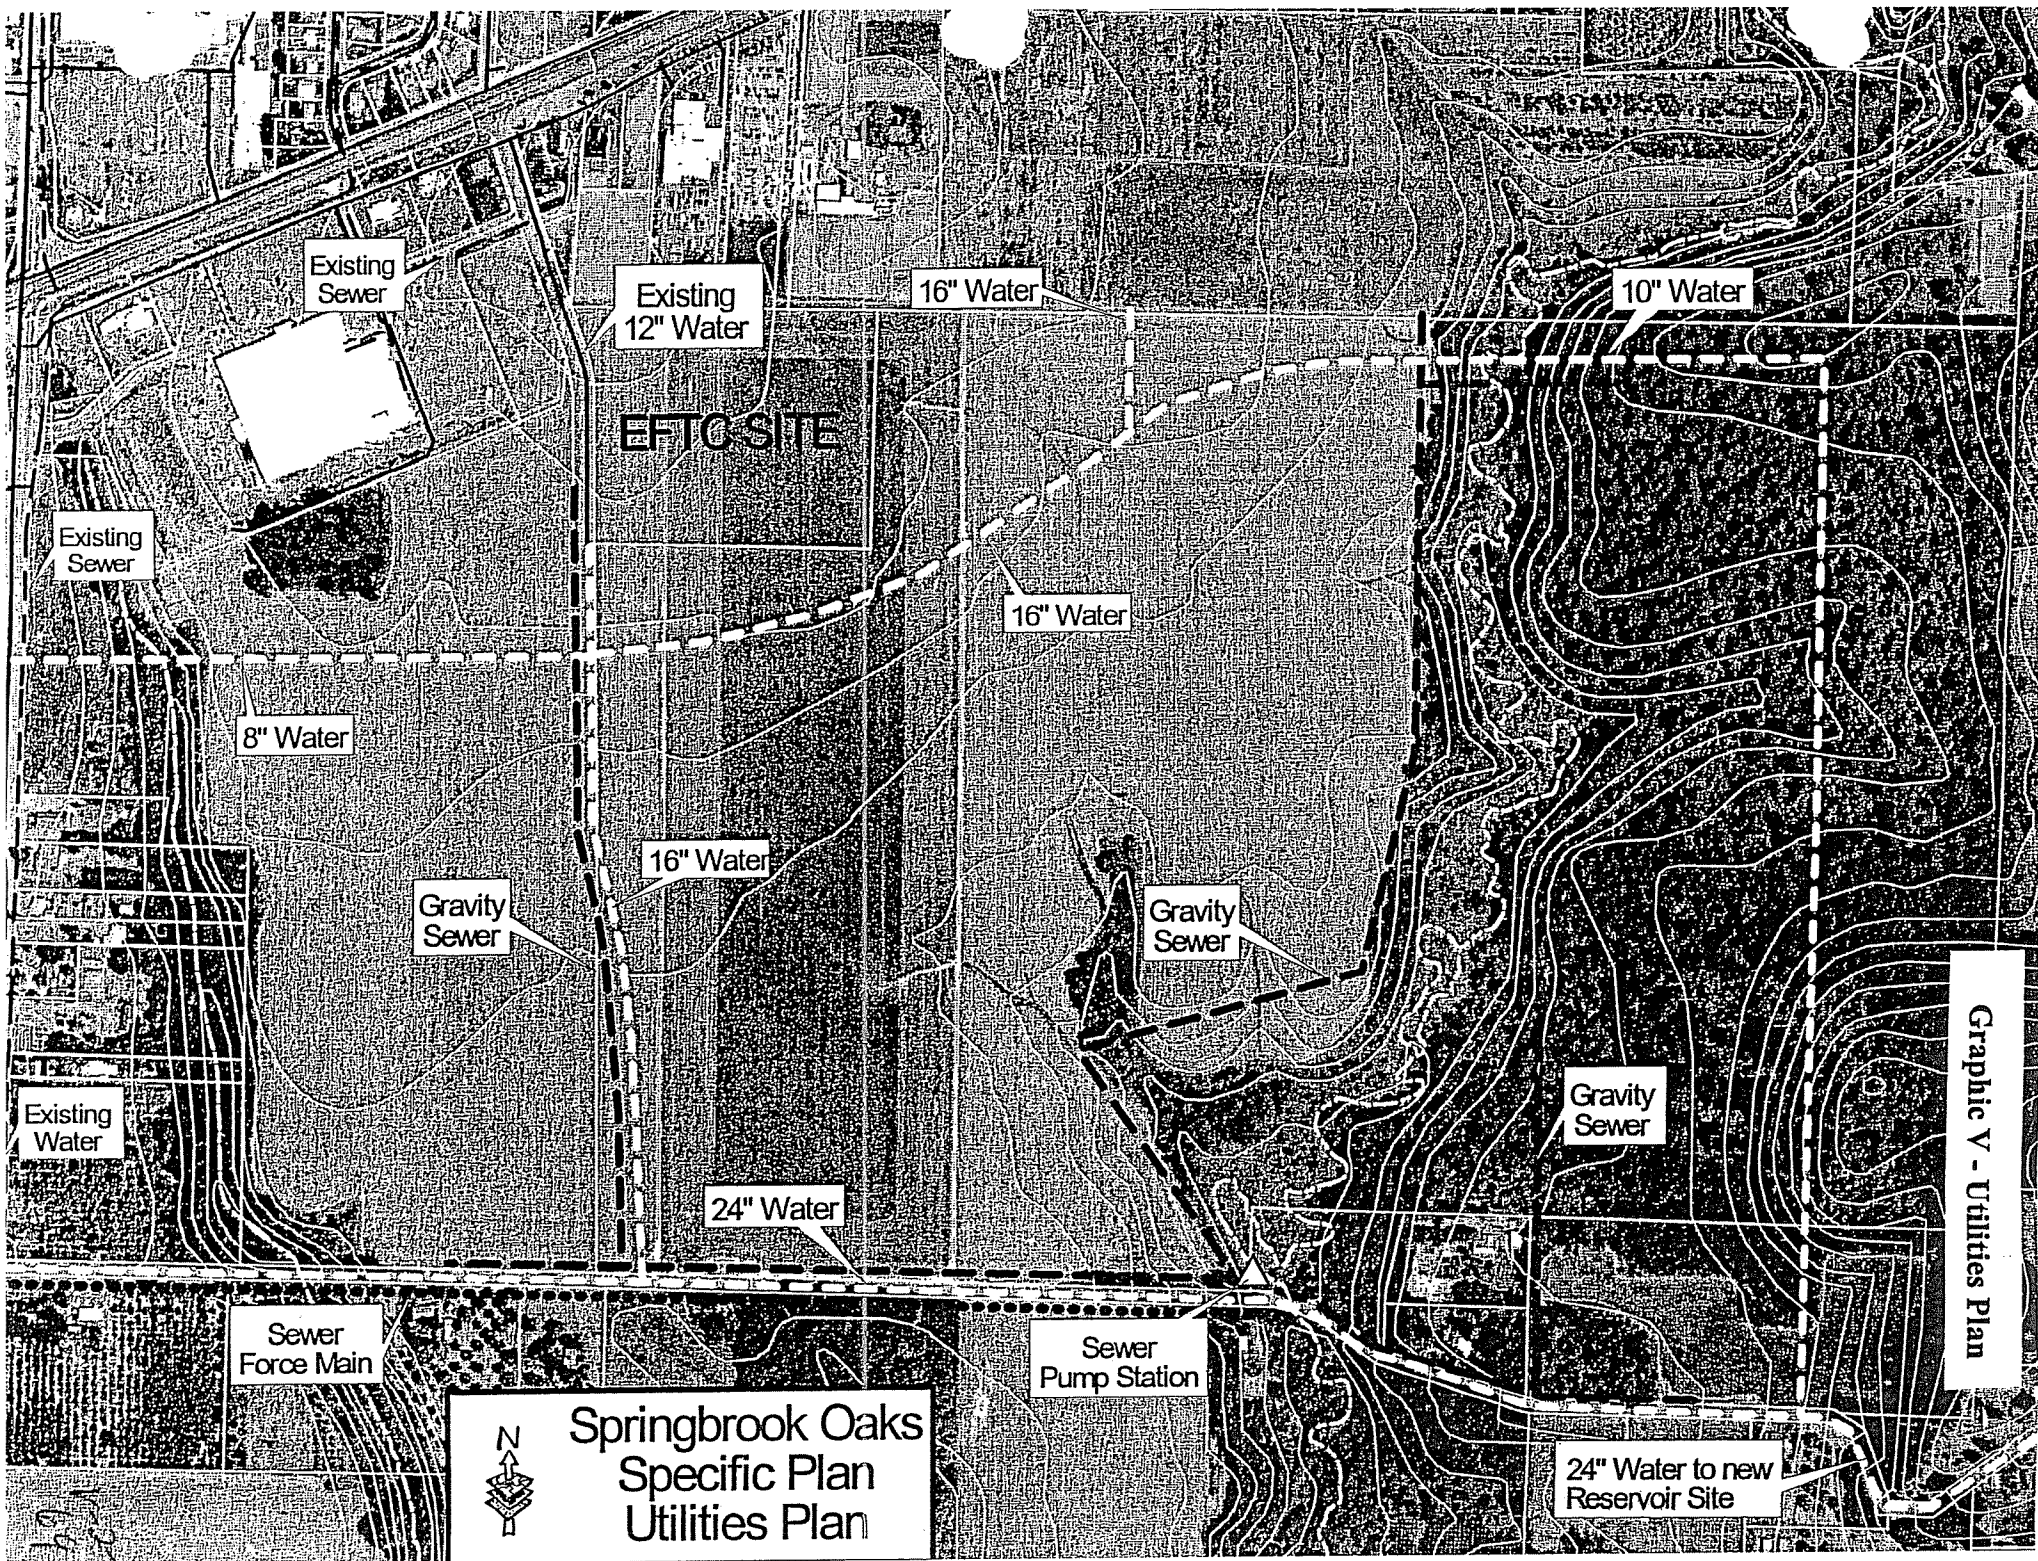 Existing
Sewer
Existing
12" Water
16" Water
10" Water
EFTC SITE
Existing
Sewer
16" Water
8" Water
16" Water
Gravity
Sewer
Gravity
Sewer
Graphic V - Utilities Plan
Existing
Water
Gravity
Sewer
24" Water
Sewer
Force Main
Sewer
Pump Station
N
Springbrook Oaks
Specific Plan
Utilities Plan
24" Water to new
Reservoir Site